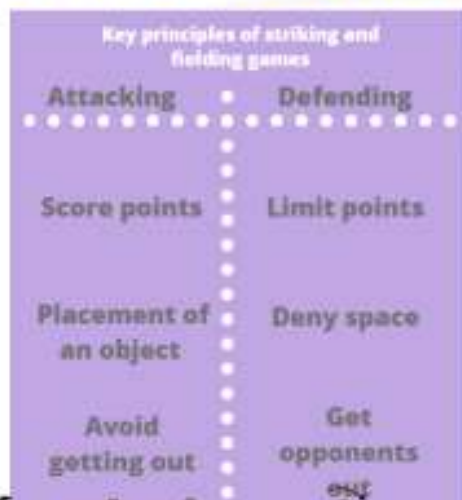 Key principles of striking and
fielding games
Attacking
Defending
Score points
Limit points
Placement of
an object
Deny space
Avoid
getting out
Get
opponents
out